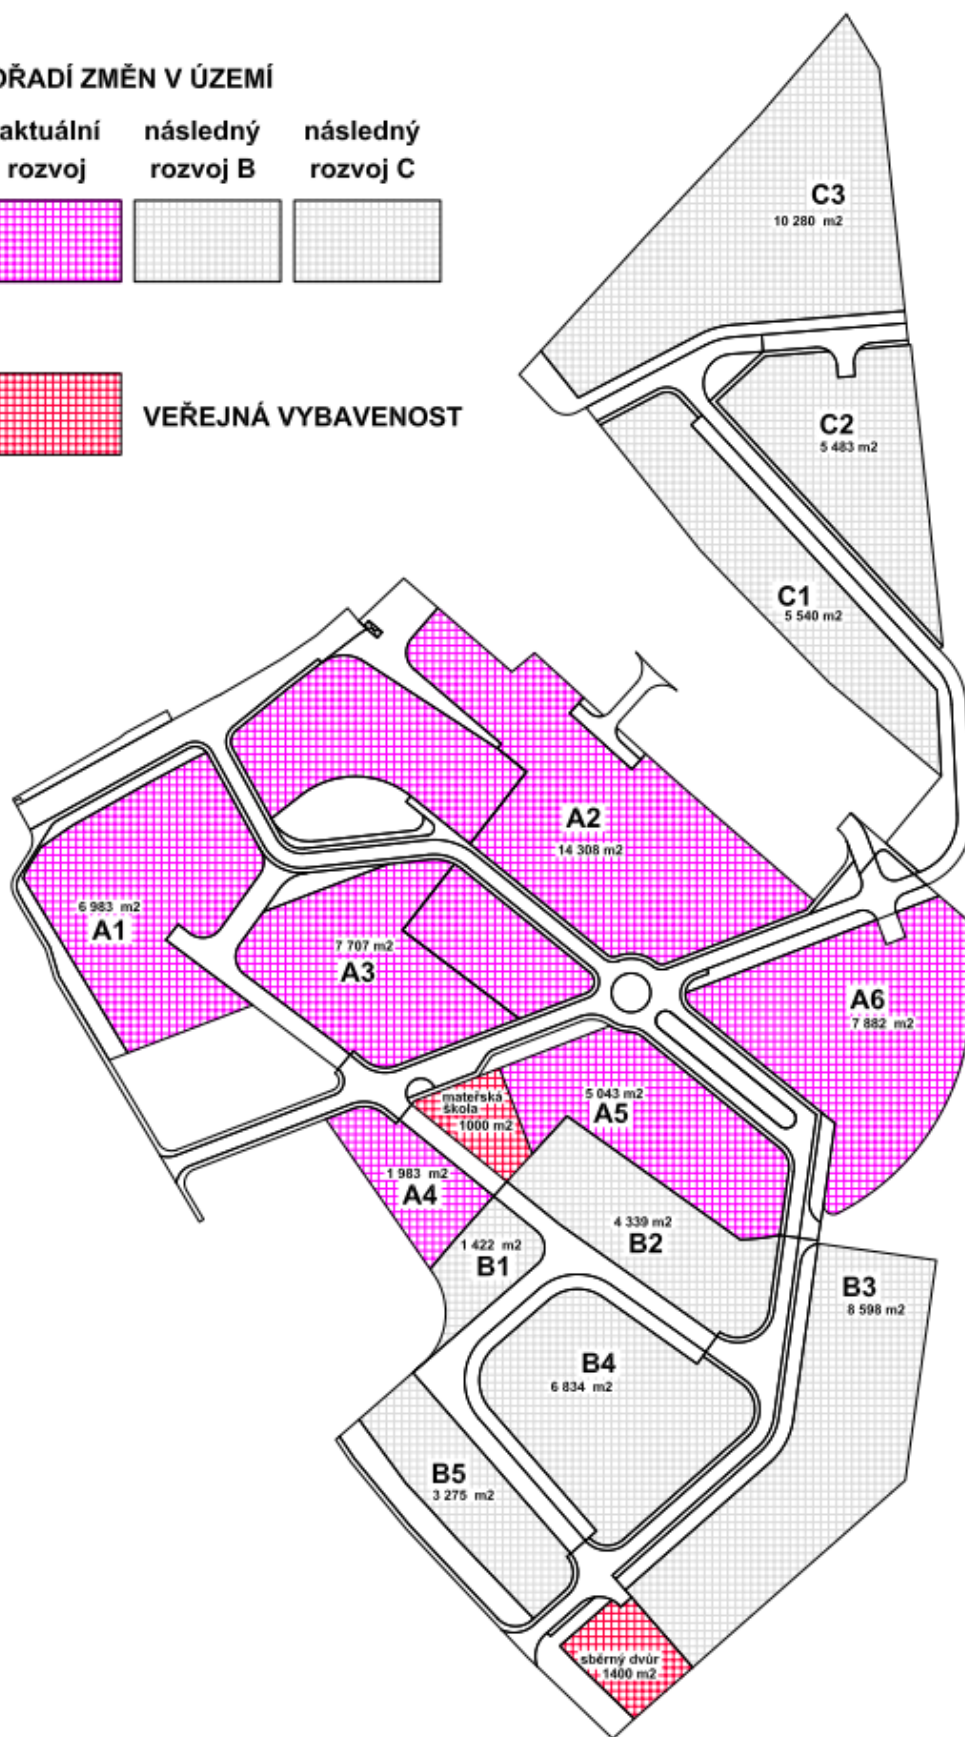 OŘADÍ ZMĚN V ÚZEMÍ
aktuální
rozvoj
následný
rozvoj B
následný
rozvoj C
VEŘEJNÁ VYBAVENOST
C3
10 280 m2
C2
5 483 m2
C1
5 540 m2
A2
14 308 m2
6 983 m2
A1
7 707 m2
A3
A6
7 882 m2
mateřská
škola
1000 m2
5 043 m2
A5
1 983 m2
A4
4 339 m2
B2
1 422 m2
B1
B3
8 598 m2
B4
6 834 m2
B5
3 275 m2
sběrný dvůr
1400 m2